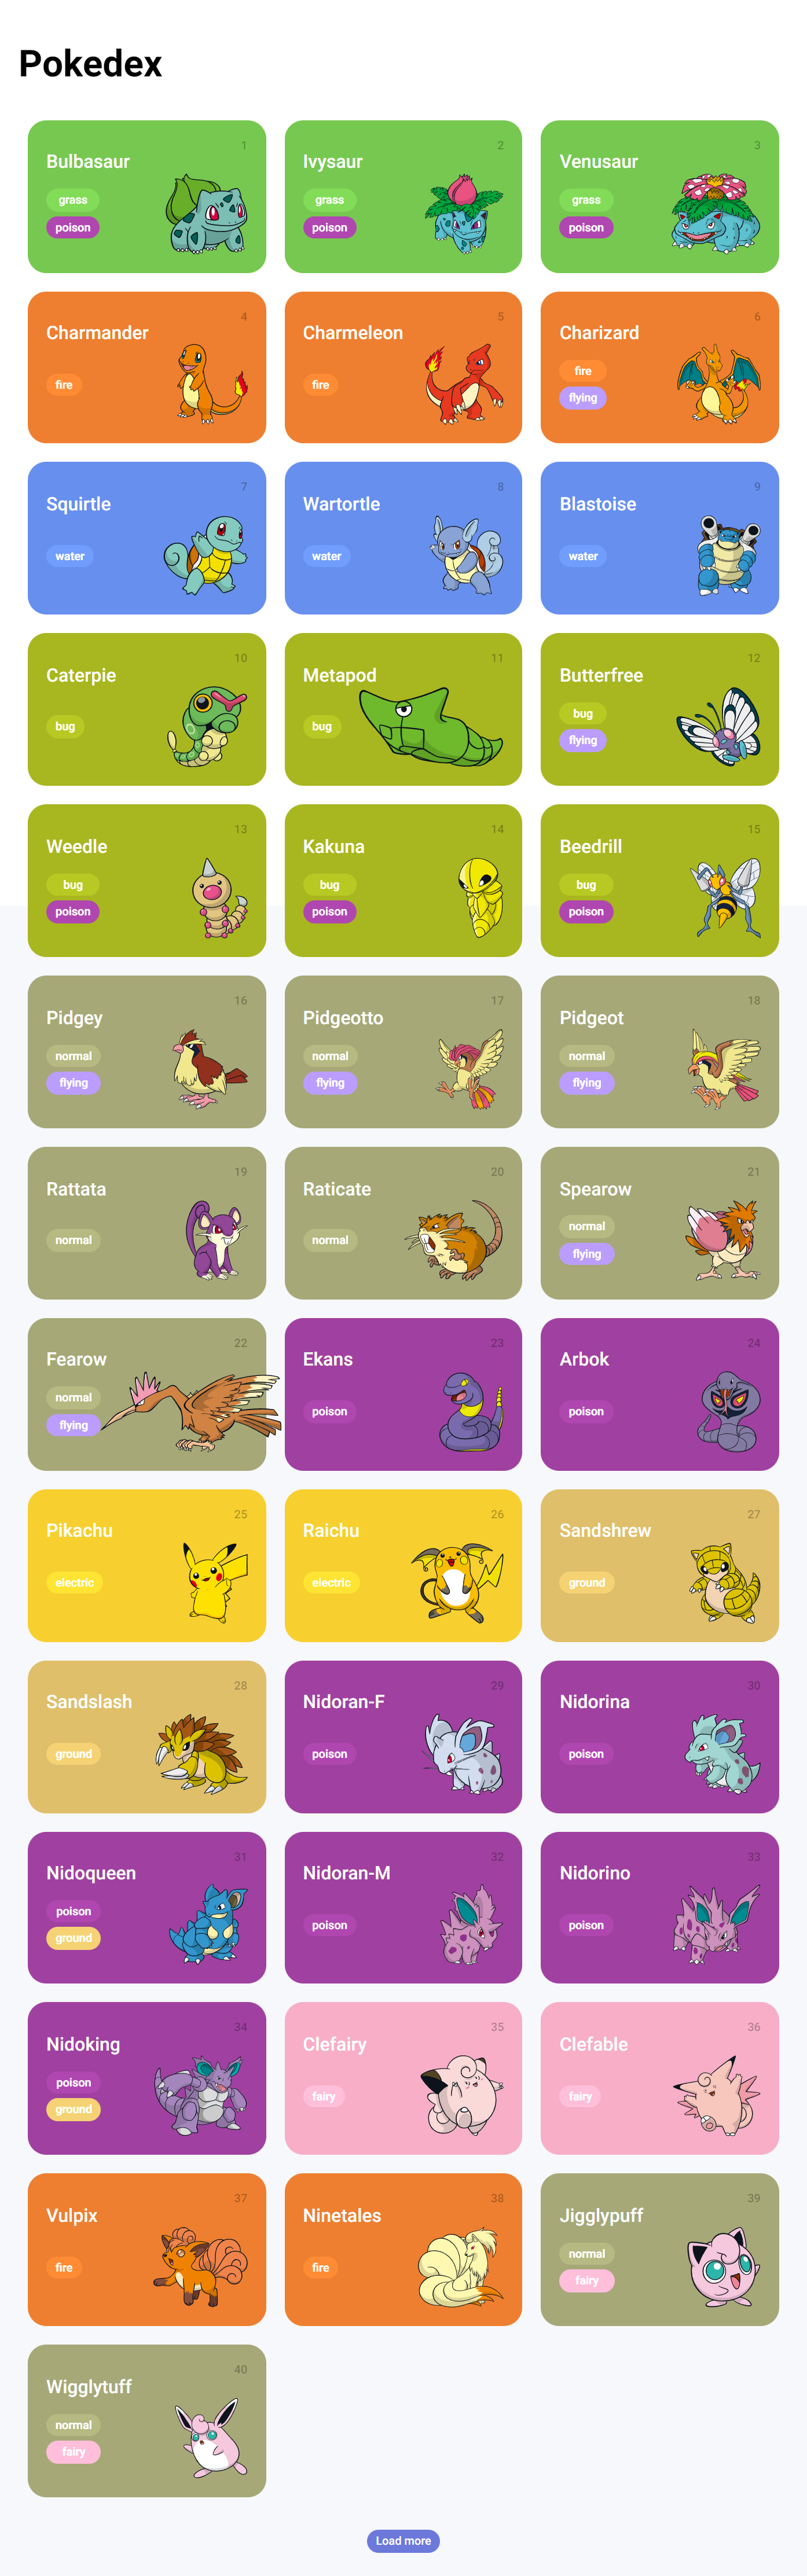 Pokedex
1
Bulbasaur
grass
poison
2
Ivysaur
grass
poison
3
Venusaur
grass
poison
4
Charmander
fire
5
Charmeleon
fire
6
Charizard
fire
flying
7
Squirtle
water
8
Wartortle
water
9
Blastoise
water
10
Caterpie
bug
11
Metapod
bug
12
Butterfree
bug
flying
13
Weedle
bug
poison
14
Kakuna
bug
poison
15
Beedrill
bug
poison
16
Pidgey
normal
flying
17
Pidgeotto
normal
flying
18
Pidgeot
normal
flying
19
Rattata
normal
20
Raticate
normal
21
Spearow
normal
flying
22
Fearow
normal
flying
23
Ekans
poison
24
Arbok
poison
25
Pikachu
electric
26
Raichu
electric
27
Sandshrew
ground
28
Sandslash
ground
29
Nidoran-F
poison
30
Nidorina
poison
31
Nidoqueen
poison
ground
32
Nidoran-M
poison
33
Nidorino
poison
34
Nidoking
poison
ground
35
Clefairy
fairy
36
Clefable
fairy
37
Vulpix
fire
38
Ninetales
fire
39
Jigglypuff
normal
fairy
40
Wigglytuff
normal
fairy
Load more